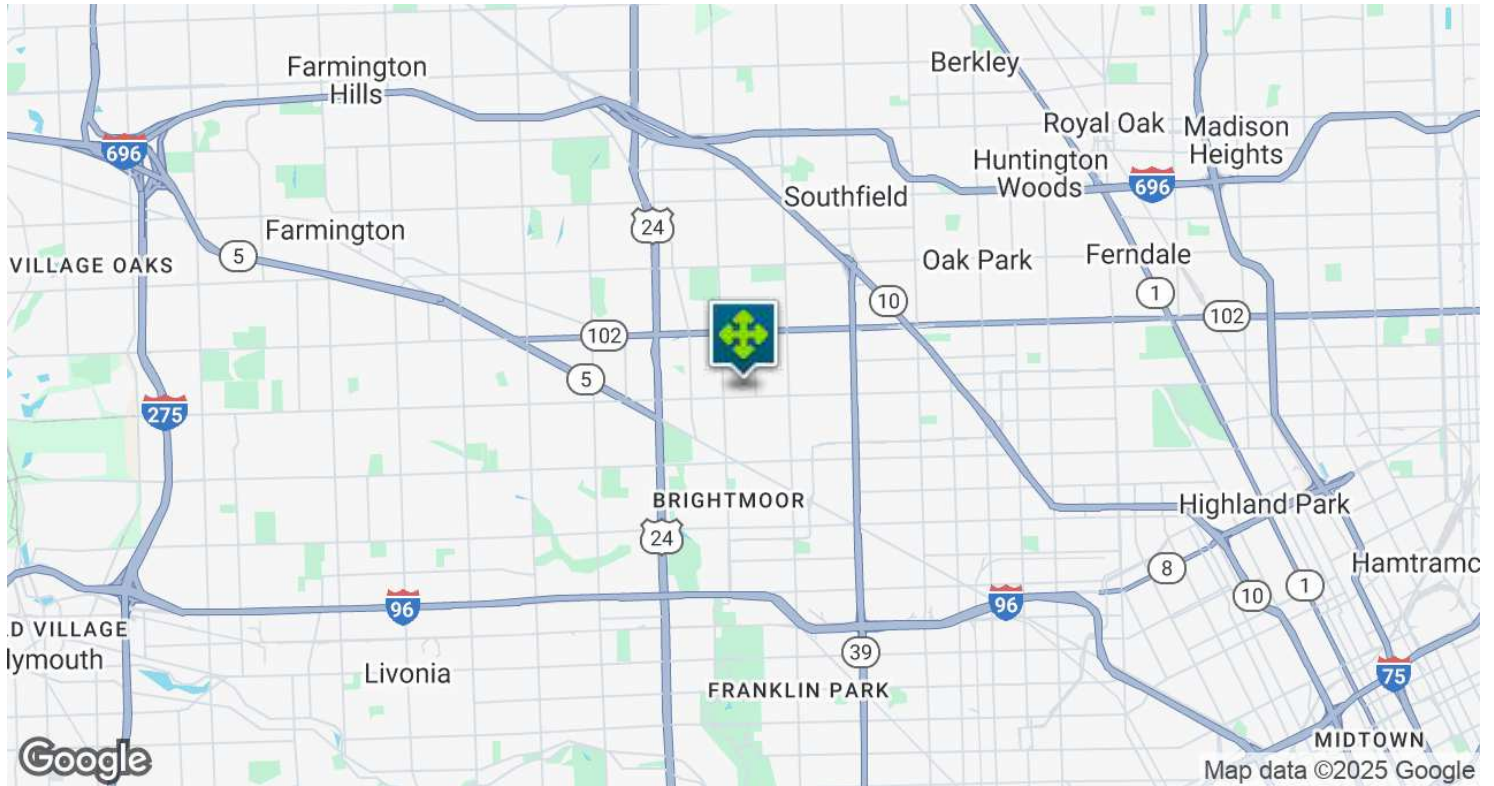 Farmington
Hills
Berkley
Royal Oak
Madison
Heights
696
Huntington
Woods
696
Southfield
24
Farmington
5
VILLAGE OAKS
Oak Park
Ferndale
10
1
102
102
5
275
BRIGHTMOOR
24
Highland Park
Hamtramc
8
96
96
10
1
LD VILLAGE
lymouth
Livonia
39
75
FRANKLIN PARK
MIDTOWN
Google
Map data ©2025 Google